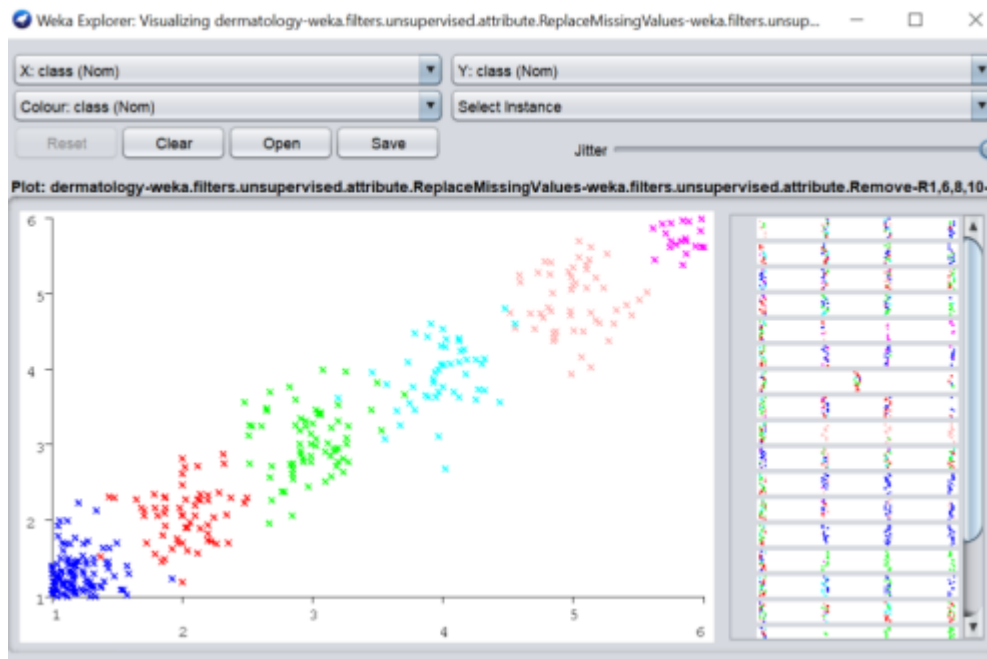 Weka Explorer: Visualizing dermatology-weka.filters.unsupervised.attribute.ReplaceMissingValues-weka.filters.unsup...
X: class (Nom) Y: class (Nom)
Colour: class (Nom) Select Instance
Reset Clear Open Save Jitter
Plot: dermatology-weka.filters.unsupervised.attribute.ReplaceMissingValues-weka.filters.unsupervised.attribute.Remove-R1,6,8,10-
6
5
4
3
2
1
1 2 3 4 5 6